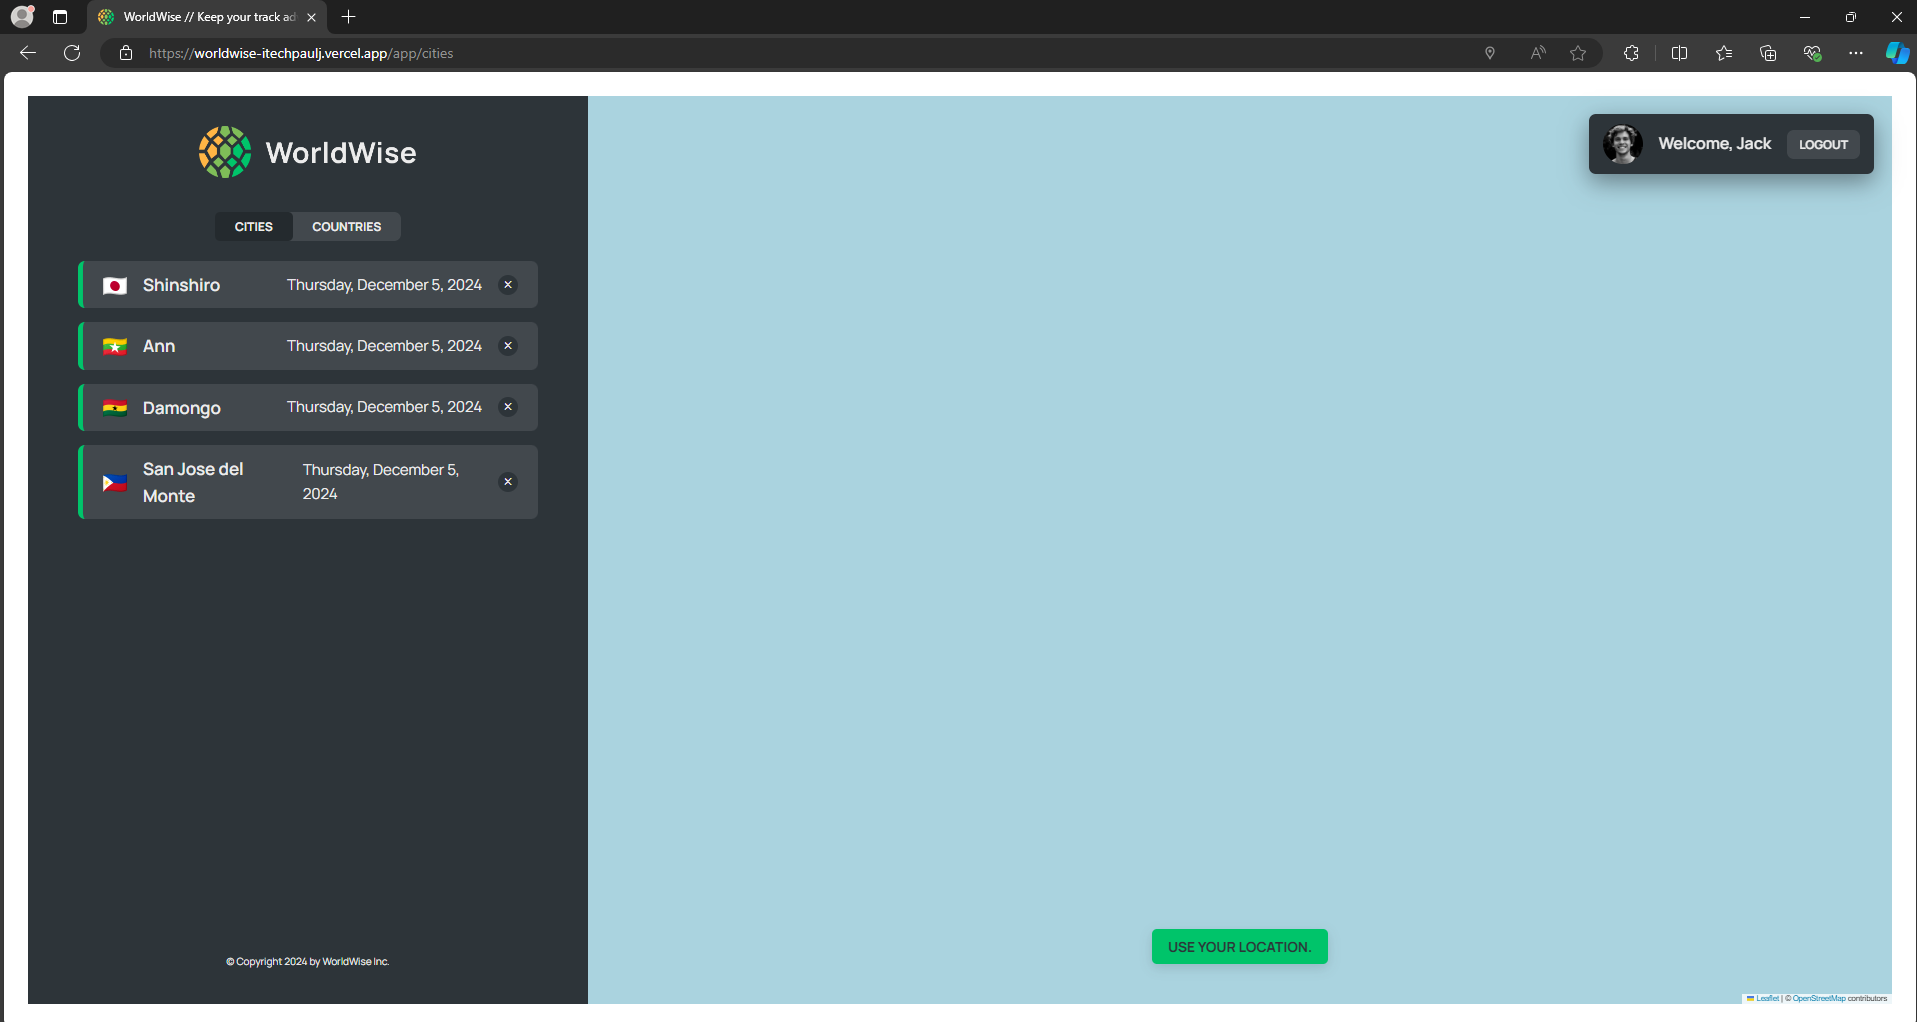 WorldWise // Keep your track ad
https://worldwise-itechpaulj.vercel.app/app/cities
WorldWise
Welcome, Jack
LOGOUT
CITIES
COUNTRIES
Shinshiro
Thursday, December 5, 2024
Ann
Thursday, December 5, 2024
Damongo
Thursday, December 5, 2024
San Jose del
Monte
Thursday, December 5,
2024
USE YOUR LOCATION.
© Copyright 2024 by WorldWise Inc.
Leaflet | © OpenStreetMap contributors